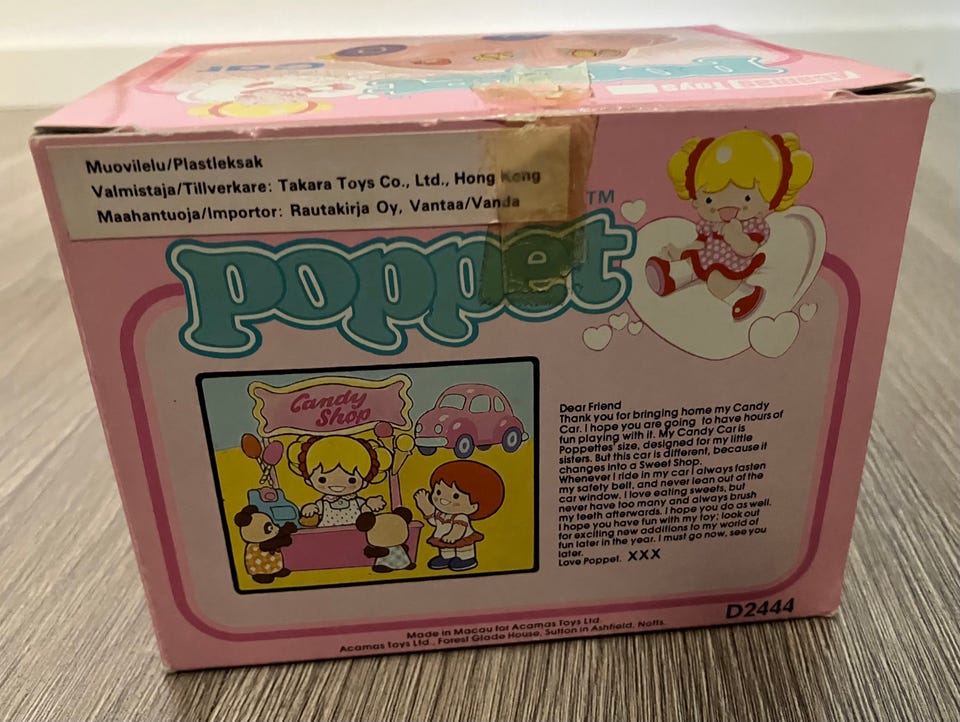 Car
Acamas Toys
Muovilelu/Plastleksak
Valmistaja/Tillverkare: Takara Toys Co., Ltd., Hong Kong
Maahantuoja/Importor: Rautakirja Oy, Vantaa/Vanda
poppet TM
Candy
Shop
Dear Friend
Thank you for bringing home my Candy
Car. I hope you are going to have hours of
fun playing with it. My Candy Car is
Poppettes' size, designed for my little
sisters. But this car is different, because it
changes into a Sweet Shop.
Whenever I ride in my car I always fasten
my safety belt, and never lean out of the
car window. I love eating sweets, but
never have too many and always brush
my teeth afterwards. I hope you do as well.
I hope you have fun with my toy; look out
for exciting new additions to my world of
fun later in the year. I must go now, see you
later.
Love Poppet. XXX
D2444
Made in Macau for Acamas Toys Ltd
Acamas Toys Ltd., Forest Glade House, Sutton in Ashfield, Notts.